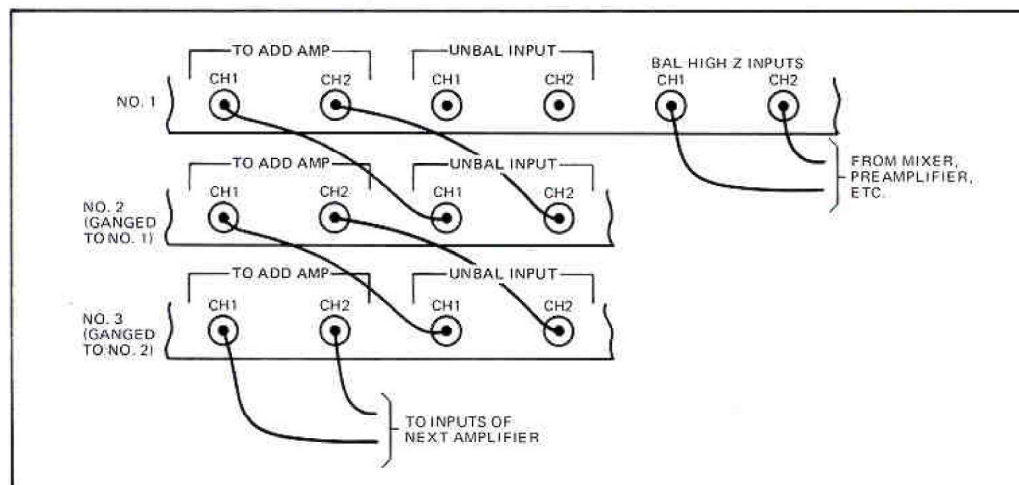 TO ADD AMP
UNBAL INPUT
BAL HIGH Z INPUTS
CH1 CH2 CH1 CH2 CH1 CH2
NO. 1
FROM MIXER,
PREAMPLIFIER,
ETC.
TO ADD AMP
UNBAL INPUT
CH1 CH2 CH1 CH2
NO. 2
(GANGED
TO NO. 1)
TO ADD AMP
UNBAL INPUT
CH1 CH2 CH1 CH2
NO. 3
(GANGED
TO NO. 2)
TO INPUTS OF
NEXT AMPLIFIER